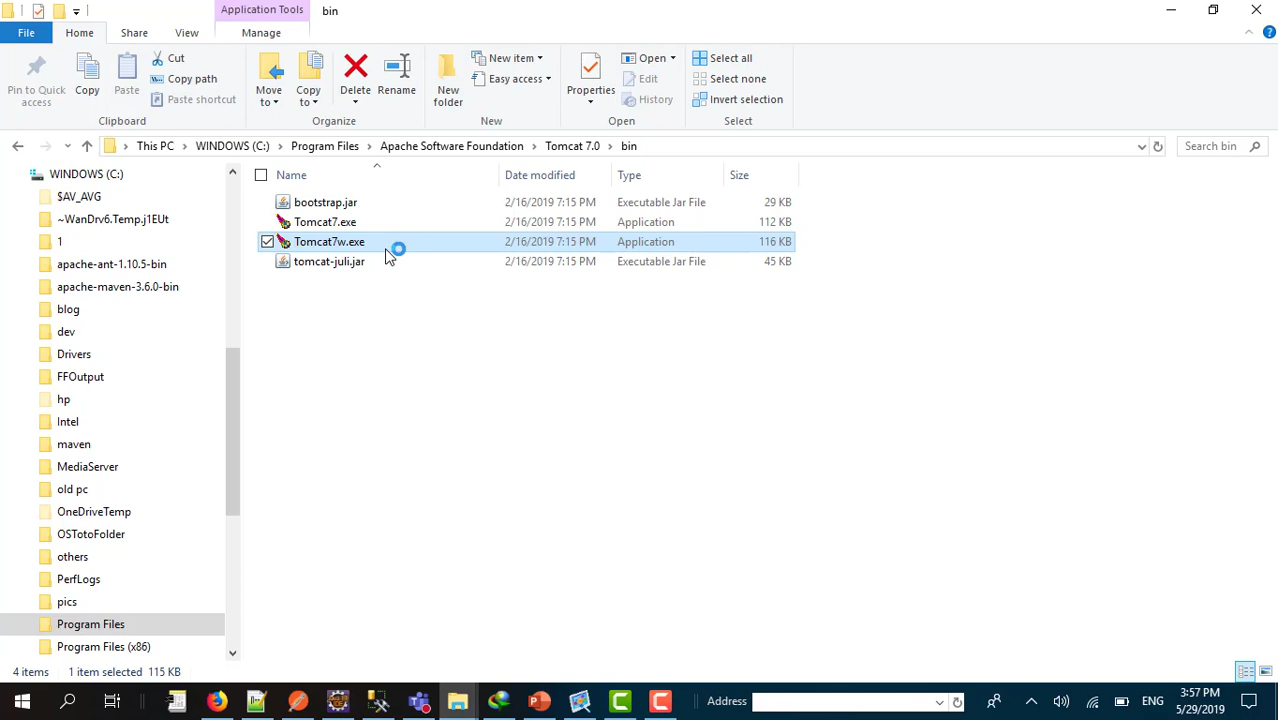 Application Tools bin
File Home Share View Manage
Pin to Quick access
Copy
Paste
Cut
Copy path
Paste shortcut
Clipboard
Move to
Copy to
Delete
Rename
Organize
New folder
New item
Easy access
New
Properties
Open
Edit
History
Open
Select all
Select none
Invert selection
Select
This PC WINDOWS (C:) Program Files Apache Software Foundation Tomcat 7.0 bin
Search bin
WINDOWS (C:)
$AV_AVG
~WanDrv6.Temp.j1EUt
1
apache-ant-1.10.5-bin
apache-maven-3.6.0-bin
blog
dev
Drivers
FFOutput
hp
Intel
maven
MediaServer
old pc
OneDriveTemp
OSTotoFolder
others
PerfLogs
pics
Program Files
Program Files (x86)
Name Date modified Type Size
bootstrap.jar 2/16/2019 7:15 PM Executable Jar File 29 KB
Tomcat7.exe 2/16/2019 7:15 PM Application 112 KB
Tomcat7w.exe 2/16/2019 7:15 PM Application 116 KB
tomcat-juli.jar 2/16/2019 7:15 PM Executable Jar File 45 KB
4 items 1 item selected 115 KB
Address
ENG
3:57 PM
5/29/2019